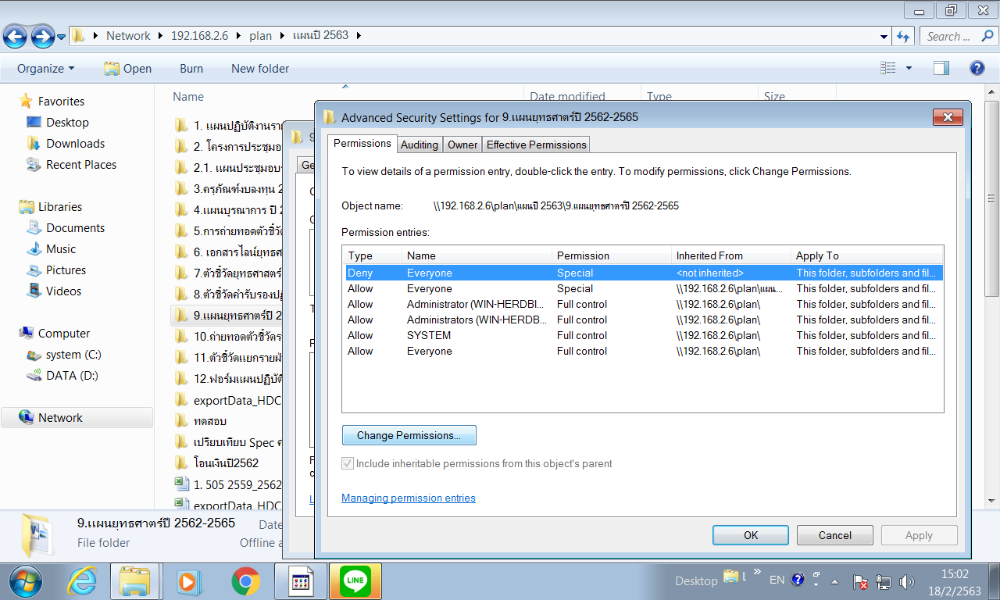 Network ▸ 192.168.2.6 ▸ plan ▸ แผนปี 2563 ▸
Search ...
Organize Open Burn New folder
Name Date modified Type Size
Favorites
Desktop
Downloads
Recent Places
Libraries
Documents
Music
Pictures
Videos
Computer
system (C:)
DATA (D:)
Network
1. แผนปฏิบัติงานราย
2. โครงการประชุมอ
2.1. แผนประชุมอบร
3.ครุภัณฑ์งบลงทุน 2
4.แผนบูรณาการ ปี 2
5.การถ่ายทอดตัวชี้วัด
6. เอกสารไลน์ยุทธศ
7.ตัวชี้วัดยุทธศาสตร์
8.ตัวชี้วัดคำรับรองปฏ
9.แผนยุทธศาตร์ปี 2
10.ถ่ายทอดตัวชี้วัดร
11.ตัวชี้วัดแยกรายฝ่
12.ฟอร์มแผนปฏิบัติ
exportData_HDC
ทดสอบ
เปรียบเทียบ Spec ค
โอนเงินปี2562
1. 505 2559_2562
exportData_HDC
Ge
Advanced Security Settings for 9.แผนยุทธศาตร์ปี 2562-2565
Permissions Auditing Owner Effective Permissions
To view details of a permission entry, double-click the entry. To modify permissions, click Change Permissions.
Object name: \\192.168.2.6\plan\แผนปี 2563\9.แผนยุทธศาตร์ปี 2562-2565
Permission entries:
Type Name Permission Inherited From Apply To
Deny Everyone Special <not inherited> This folder, subfolders and fil...
Allow Everyone Special \\192.168.2.6\plan\แผน... This folder, subfolders and fil...
Allow Administrator (WIN-HERDBI... Full control \\192.168.2.6\plan\ This folder, subfolders and fil...
Allow Administrators (WIN-HERDB... Full control \\192.168.2.6\plan\ This folder, subfolders and fil...
Allow SYSTEM Full control \\192.168.2.6\plan\ This folder, subfolders and fil...
Allow Everyone Full control \\192.168.2.6\plan\ This folder, subfolders and fil...
Change Permissions...
Include inheritable permissions from this object's parent
Managing permission entries
OK Cancel Apply
9.แผนยุทธศาตร์ปี 2562-2565 Date
File folder Offline a
LINE
Desktop L » EN
15:02
18/2/2563